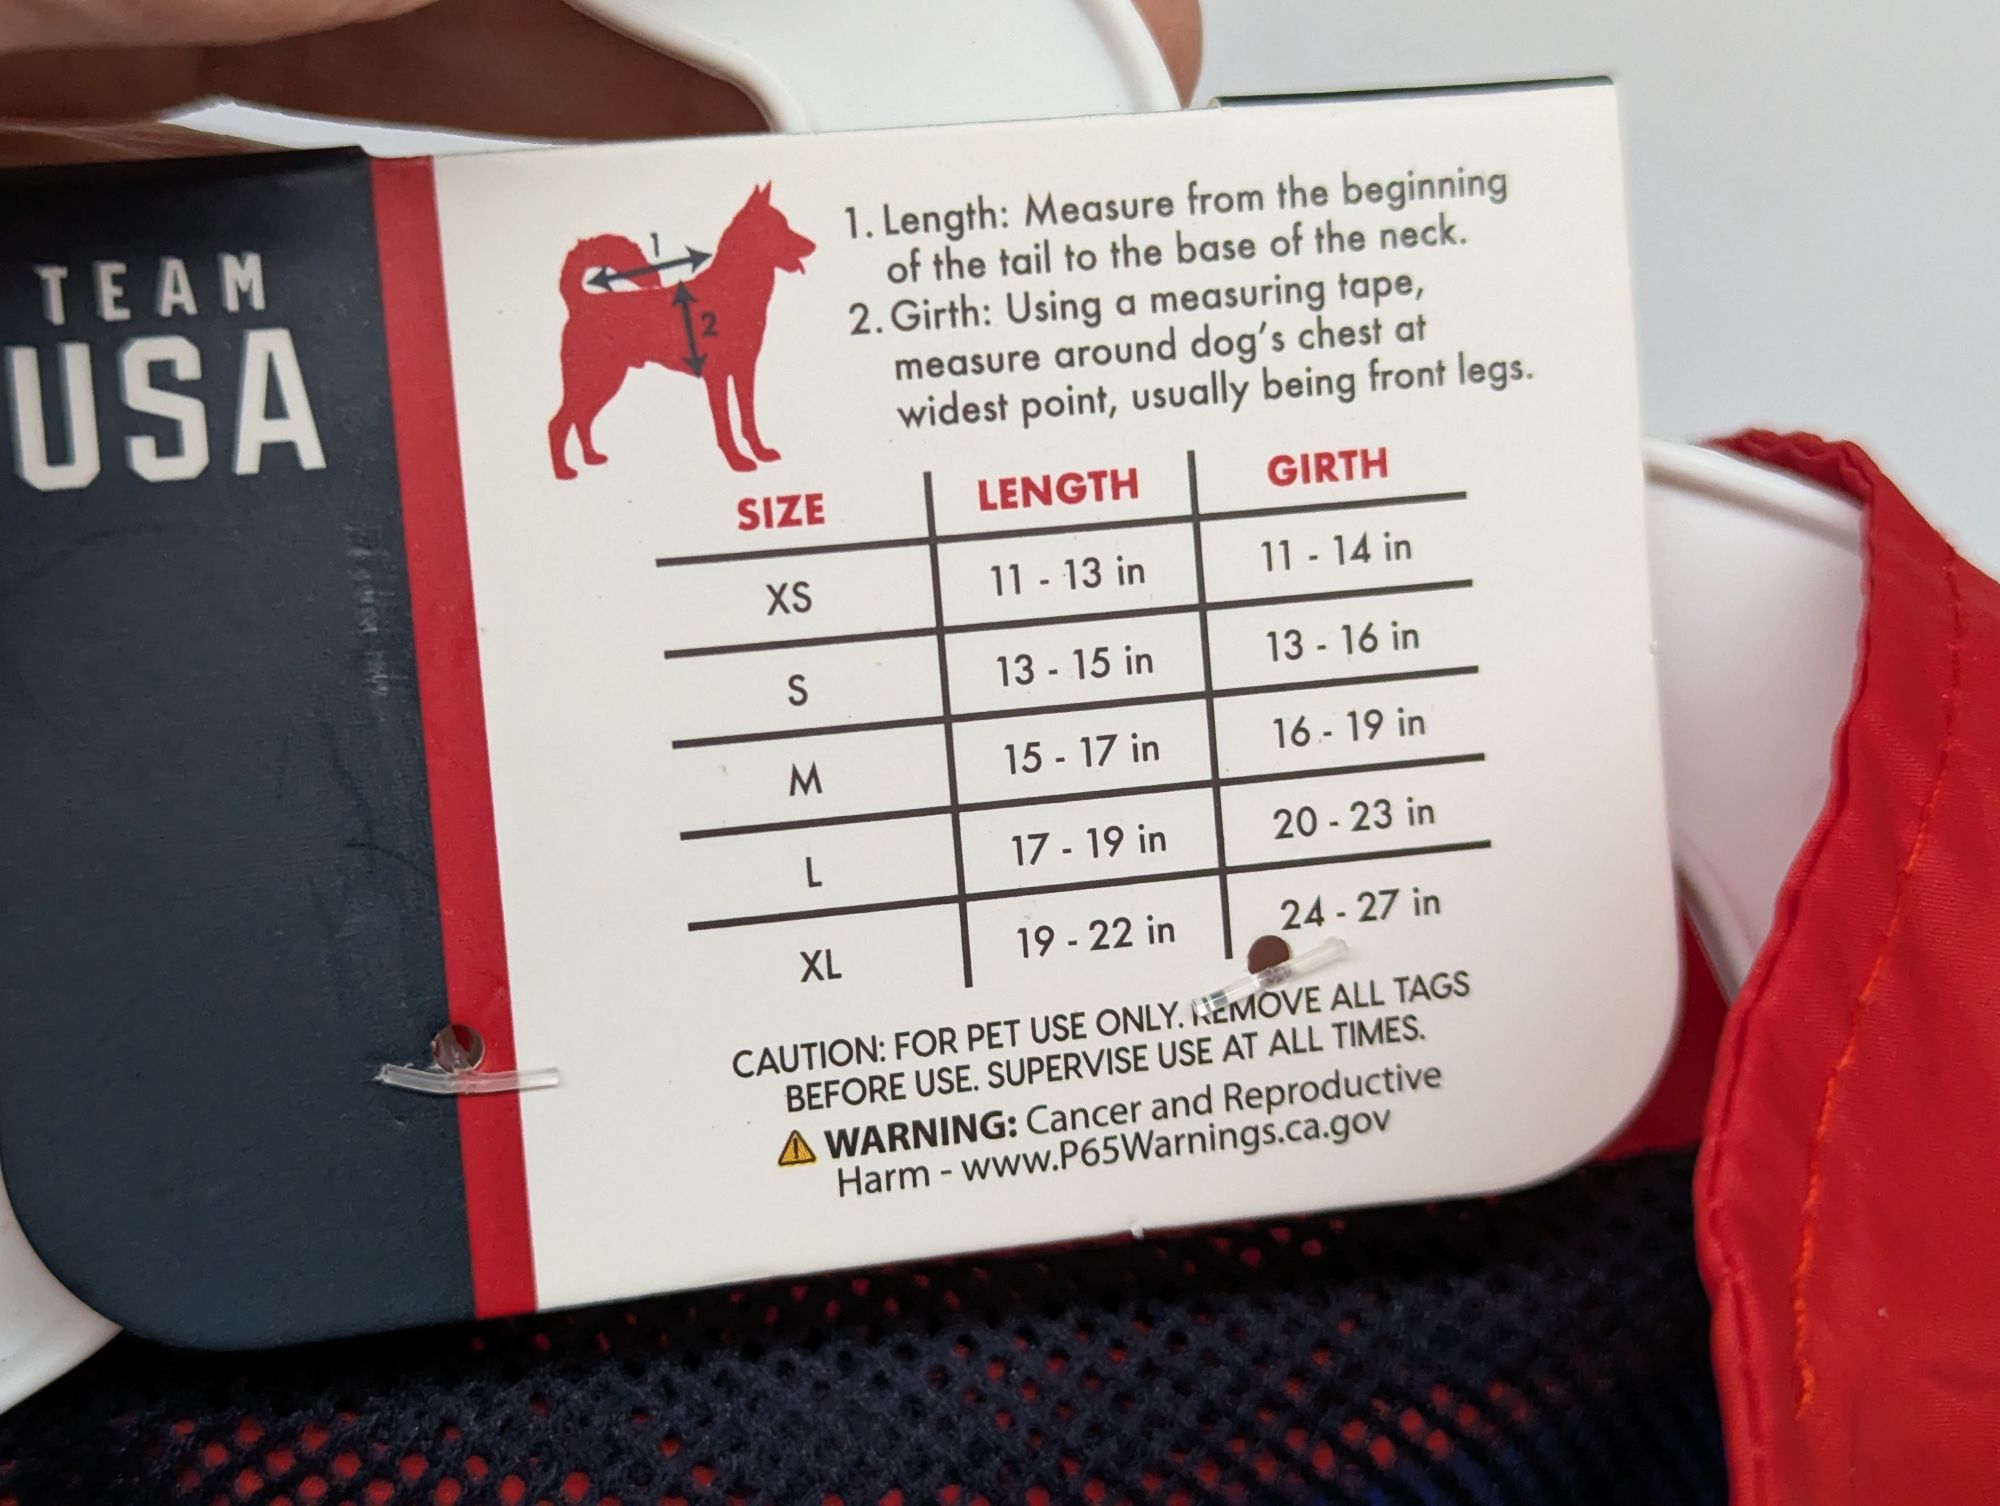 TEAM
USA
1
2
1. Length: Measure from the beginning
of the tail to the base of the neck.
2. Girth: Using a measuring tape,
measure around dog's chest at
widest point, usually being front legs.
SIZE LENGTH GIRTH
XS 11 - 13 in 11 - 14 in
S 13 - 15 in 13 - 16 in
M 15 - 17 in 16 - 19 in
L 17 - 19 in 20 - 23 in
XL 19 - 22 in 24 - 27 in
CAUTION: FOR PET USE ONLY. REMOVE ALL TAGS
BEFORE USE. SUPERVISE USE AT ALL TIMES.
WARNING: Cancer and Reproductive
Harm - www.P65Warnings.ca.gov